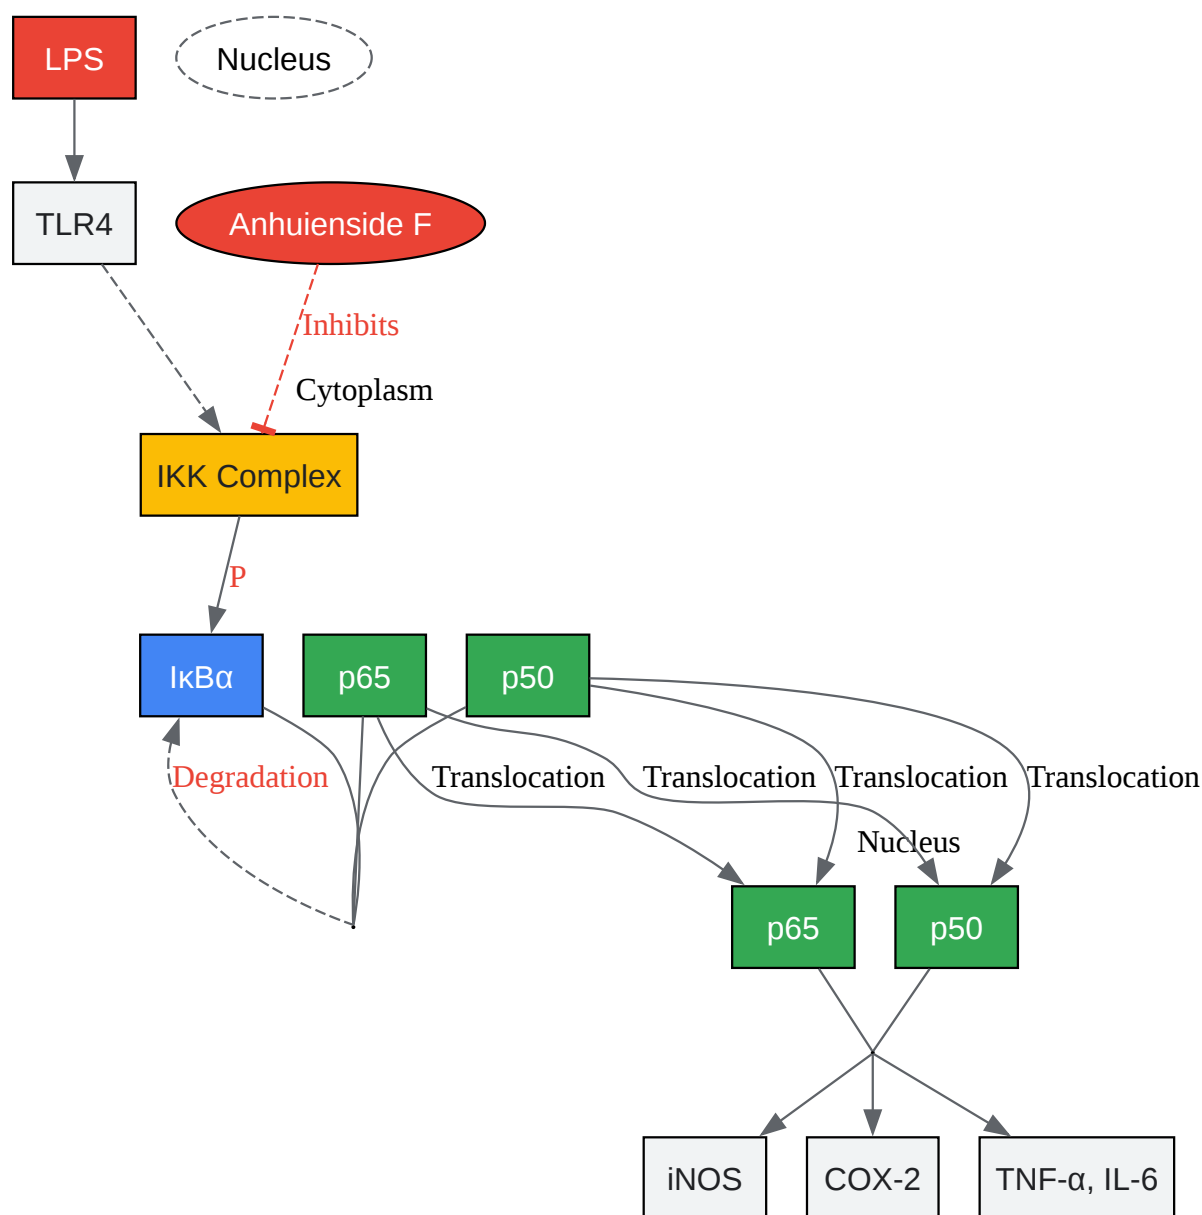 LPS
Nucleus
TLR4
Anhuienside F
Inhibits
Cytoplasm
IKK Complex
P
IκBα
p65
p50
Degradation
Translocation
Translocation
Translocation
Translocation
Nucleus
p65
p50
iNOS
COX-2
TNF-α, IL-6